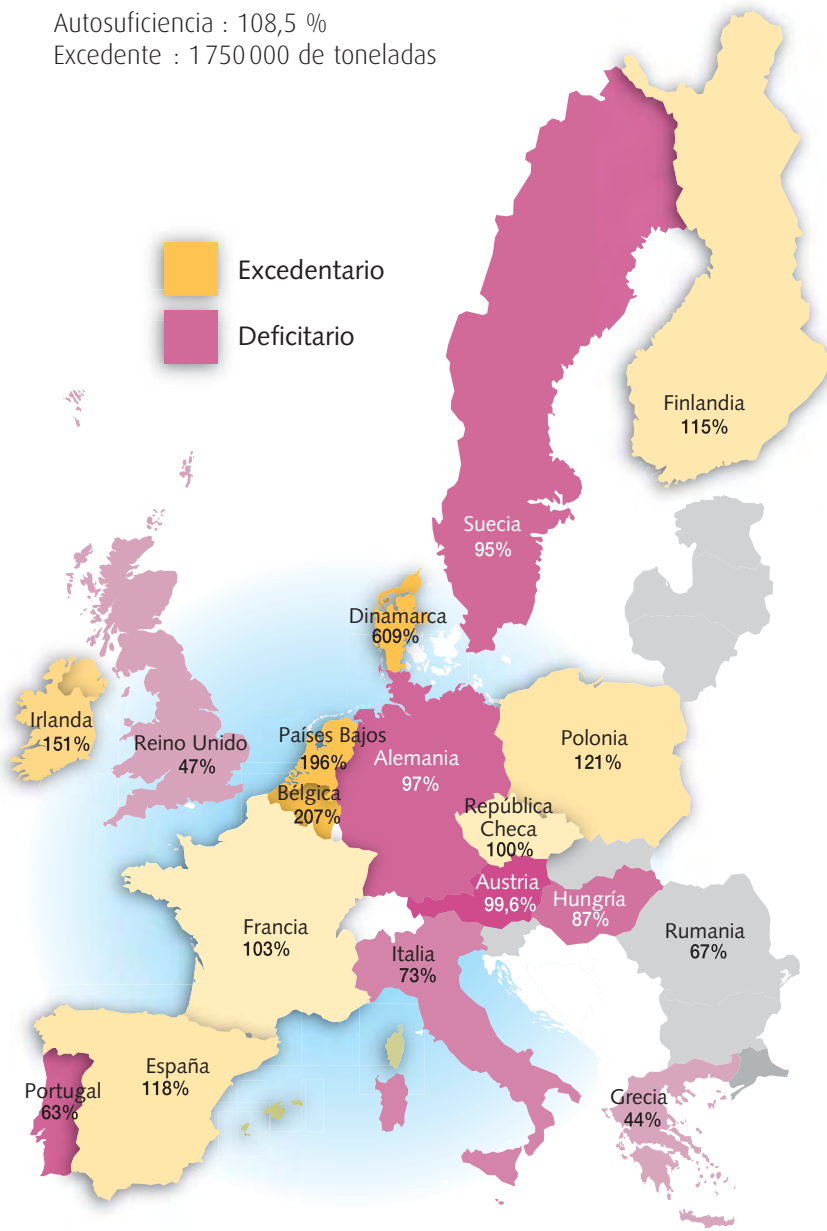 Autosuficiencia : 108,5 %
Excedente : 1 750 000 de toneladas
Excedentario
Deficitario
Finlandia
115%
Suecia
95%
Dinamarca
609%
Irlanda
151%
Reino Unido
47%
Países Bajos
196%
Bélgica
207%
Alemania
97%
Polonia
121%
República
Checa
100%
Austria
99,6%
Hungría
87%
Rumania
67%
Francia
103%
Italia
73%
España
118%
Portugal
63%
Grecia
44%